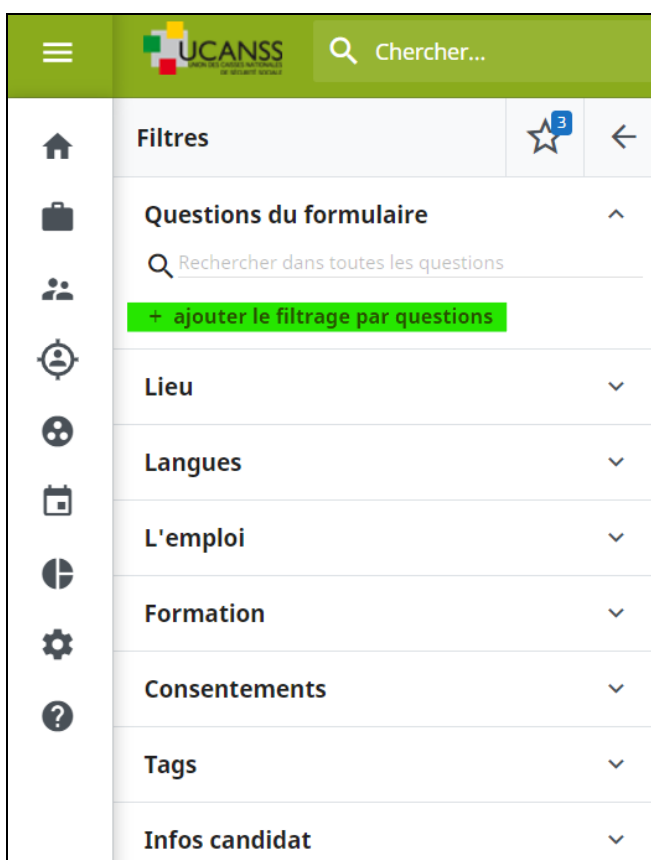 UCANSS
UNION DES CAISSES NATIONALES
DE SÉCURITÉ SOCIALE
Chercher...
Filtres
3
Questions du formulaire
Rechercher dans toutes les questions
+ ajouter le filtrage par questions
Lieu
Langues
L'emploi
Formation
Consentements
Tags
Infos candidat